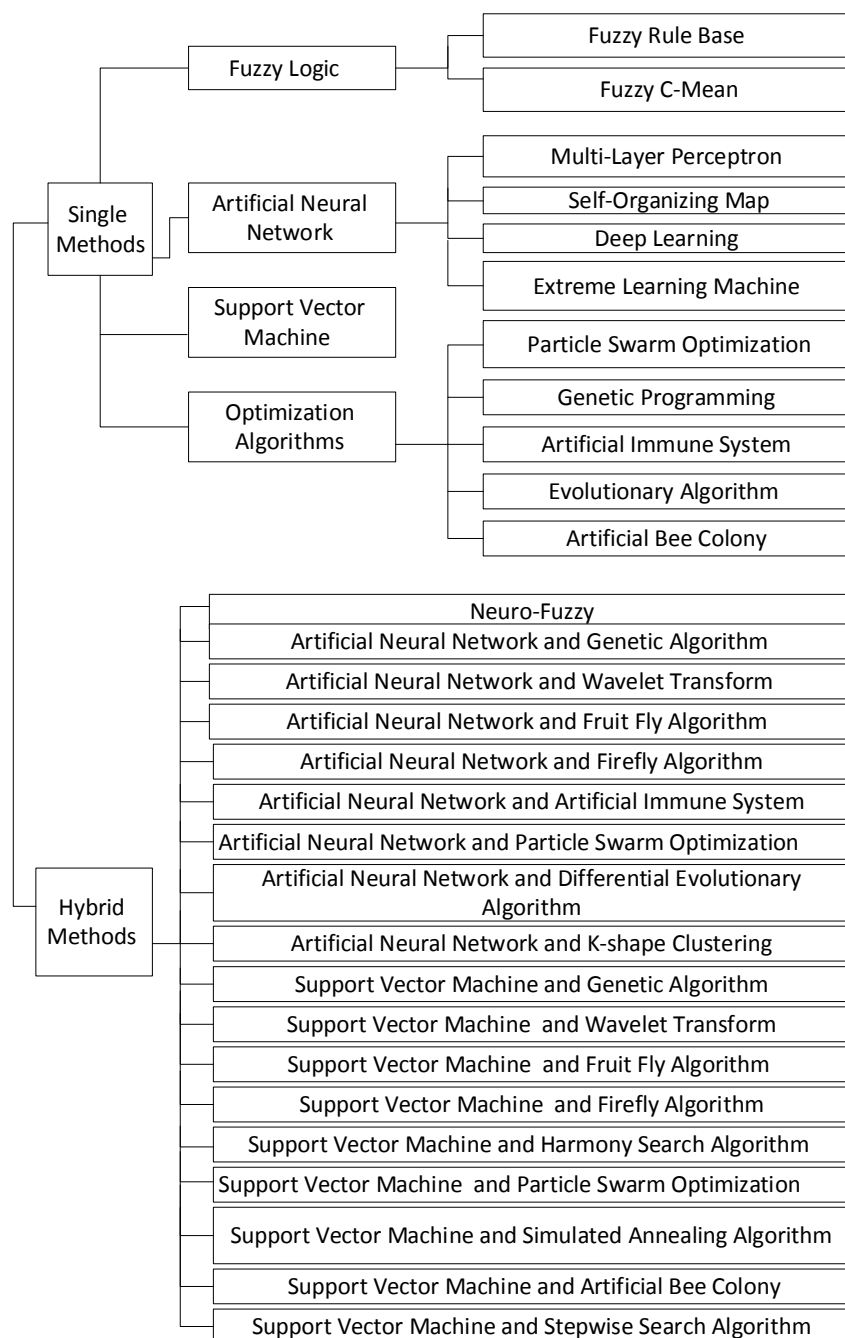 Fuzzy Logic
Fuzzy Rule Base
Fuzzy C-Mean
Single
Methods
Artificial Neural
Network
Multi-Layer Perceptron
Self-Organizing Map
Deep Learning
Extreme Learning Machine
Support Vector
Machine
Optimization
Algorithms
Particle Swarm Optimization
Genetic Programming
Artificial Immune System
Evolutionary Algorithm
Artificial Bee Colony
Hybrid
Methods
Neuro-Fuzzy
Artificial Neural Network and Genetic Algorithm
Artificial Neural Network and Wavelet Transform
Artificial Neural Network and Fruit Fly Algorithm
Artificial Neural Network and Firefly Algorithm
Artificial Neural Network and Artificial Immune System
Artificial Neural Network and Particle Swarm Optimization
Artificial Neural Network and Differential Evolutionary
Algorithm
Artificial Neural Network and K-shape Clustering
Support Vector Machine and Genetic Algorithm
Support Vector Machine and Wavelet Transform
Support Vector Machine and Fruit Fly Algorithm
Support Vector Machine and Firefly Algorithm
Support Vector Machine and Harmony Search Algorithm
Support Vector Machine and Particle Swarm Optimization
Support Vector Machine and Simulated Annealing Algorithm
Support Vector Machine and Artificial Bee Colony
Support Vector Machine and Stepwise Search Algorithm